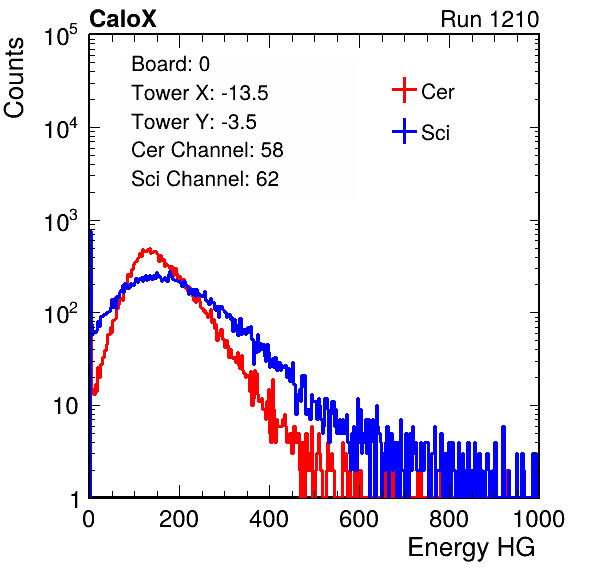 CaloX Run 1210
Counts
Board: 0
Tower X: -13.5
Tower Y: -3.5
Cer Channel: 58
Sci Channel: 62
Cer
Sci
10^5
10^4
10^3
10^2
10
1
0 200 400 600 800 1000
Energy HG